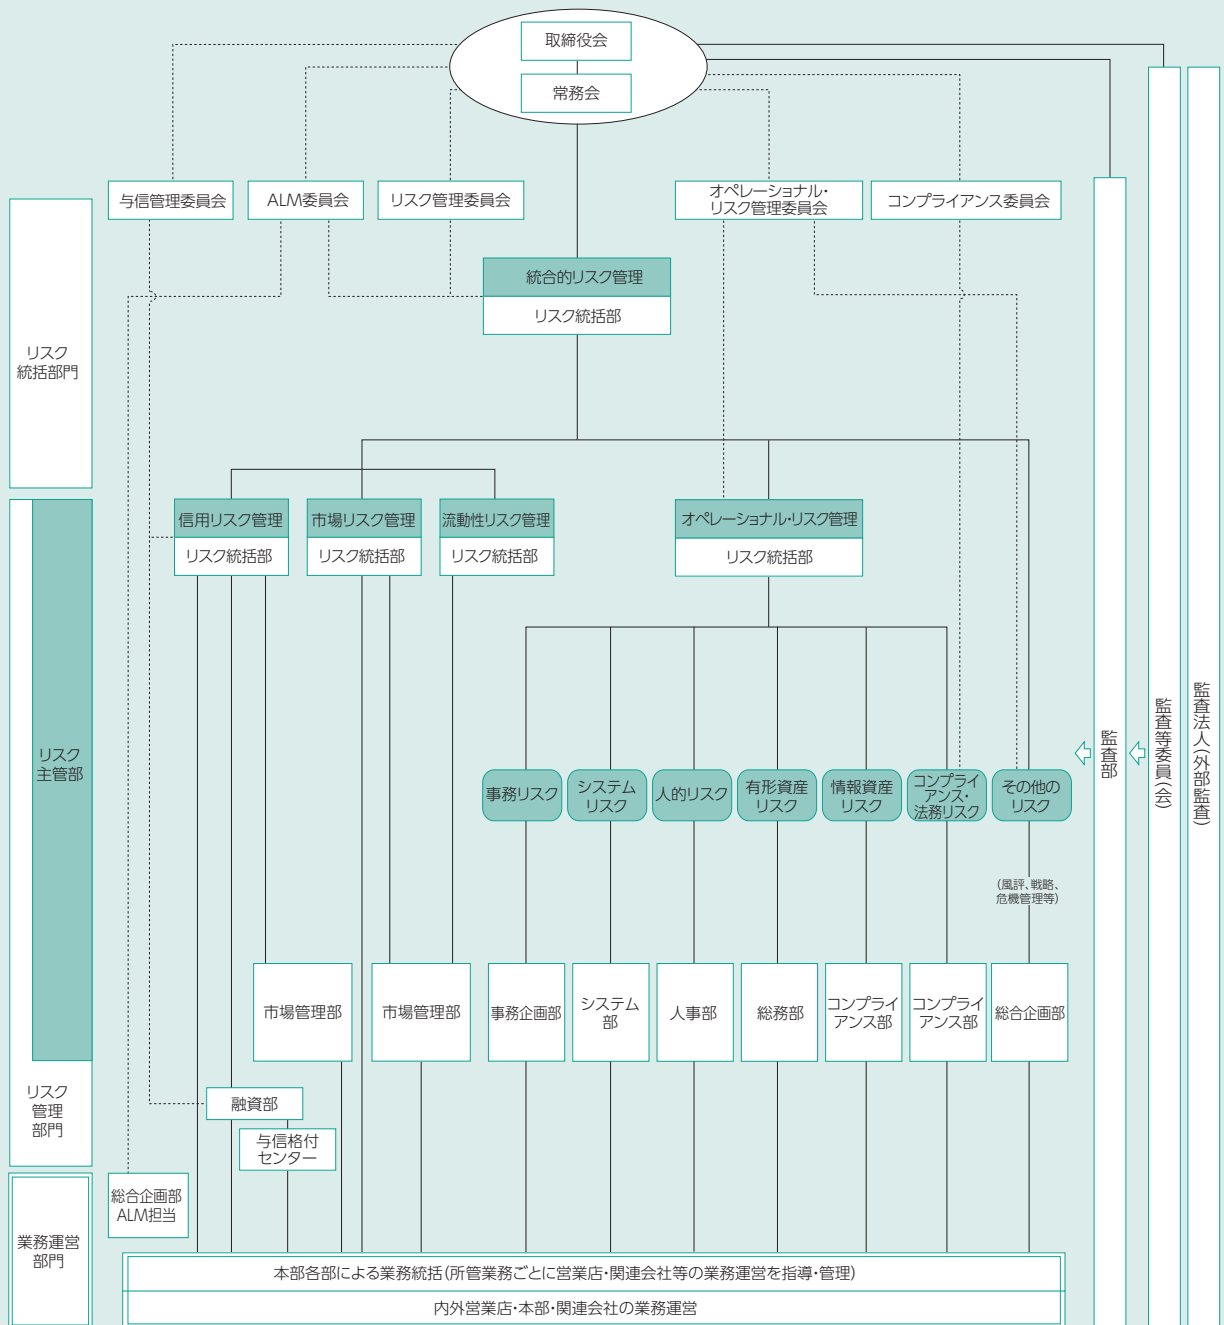 取締役会
常務会
与信管理委員会
ALM委員会
リスク管理委員会
オペレーショナル・
リスク管理委員会
コンプライアンス委員会
統合的リスク管理
リスク統括部
リスク
統括部門
信用リスク管理
リスク統括部
市場リスク管理
リスク統括部
流動性リスク管理
リスク統括部
オペレーショナル・リスク管理
リスク統括部
リスク
主管部
事務リスク
システム
リスク
人的リスク
有形資産
リスク
情報資産
リスク
コンプライ
アンス・
法務リスク
その他の
リスク
(風評、戦略、
危機管理等)
市場管理部
市場管理部
事務企画部
システム
部
人事部
総務部
コンプライ
アンス部
コンプライ
アンス部
総合企画部
リスク
管理
部門
融資部
与信格付
センター
総合企画部
ALM担当
業務運営
部門
本部各部による業務統括(所管業務ごとに営業店・関連会社等の業務運営を指導・管理)
内外営業店・本部・関連会社の業務運営
監査部
監査等委員(会)
監査法人(外部監査)